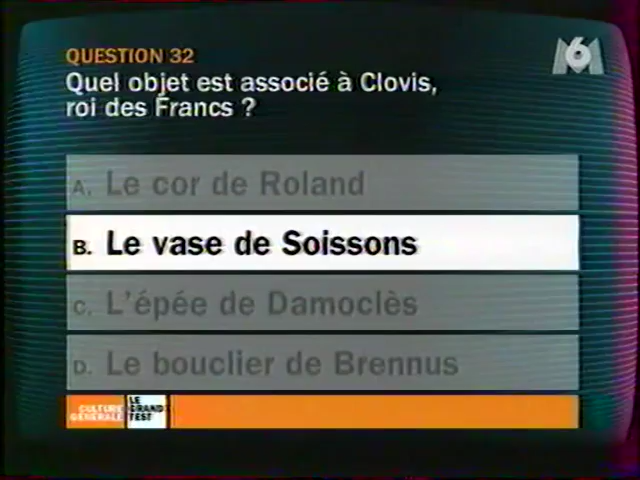 QUESTION 32
M6
Quel objet est associé à Clovis,
roi des Francs ?
A. Le cor de Roland
B. Le vase de Soissons
C. L'épée de Damoclès
D. Le bouclier de Brennus
CULTURE
GÉNÉRALE
LE
GRAND
TEST